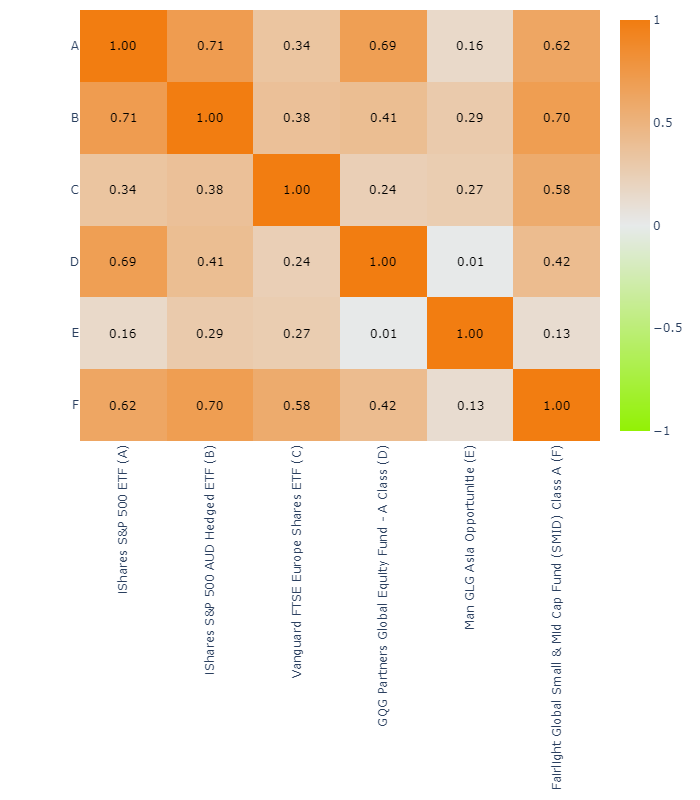 A 1.00 0.71 0.34 0.69 0.16 0.62
B 0.71 1.00 0.38 0.41 0.29 0.70
C 0.34 0.38 1.00 0.24 0.27 0.58
D 0.69 0.41 0.24 1.00 0.01 0.42
E 0.16 0.29 0.27 0.01 1.00 0.13
F 0.62 0.70 0.58 0.42 0.13 1.00
IShares S&P 500 ETF (A)
IShares S&P 500 AUD Hedged ETF (B)
Vanguard FTSE Europe Shares ETF (C)
GQG Partners Global Equity Fund - A Class (D)
Man GLG Asia Opportunitie (E)
Fairlight Global Small & Mid Cap Fund (SMID) Class A (F)
1
0.5
0
−0.5
−1